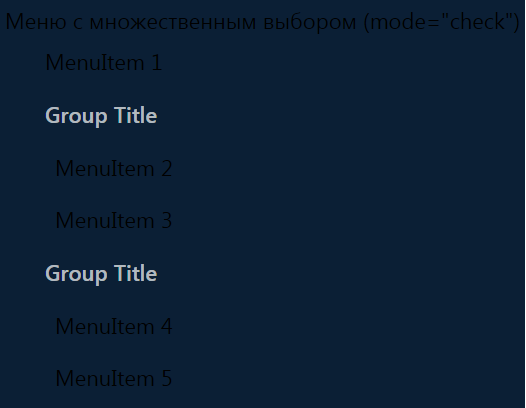 Меню с множественным выбором (mode="check")
MenuItem 1
Group Title
MenuItem 2
MenuItem 3
Group Title
MenuItem 4
MenuItem 5